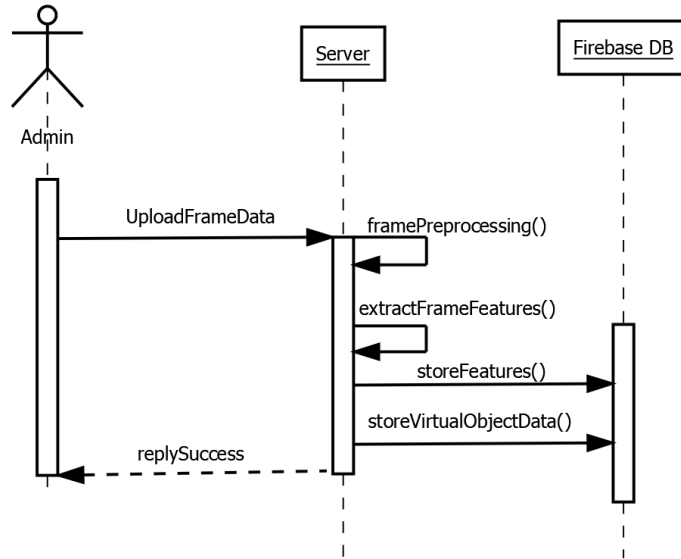 Server
Firebase DB
Admin
UploadFrameData
framePreprocessing()
extractFrameFeatures()
storeFeatures()
storeVirtualObjectData()
replySuccess